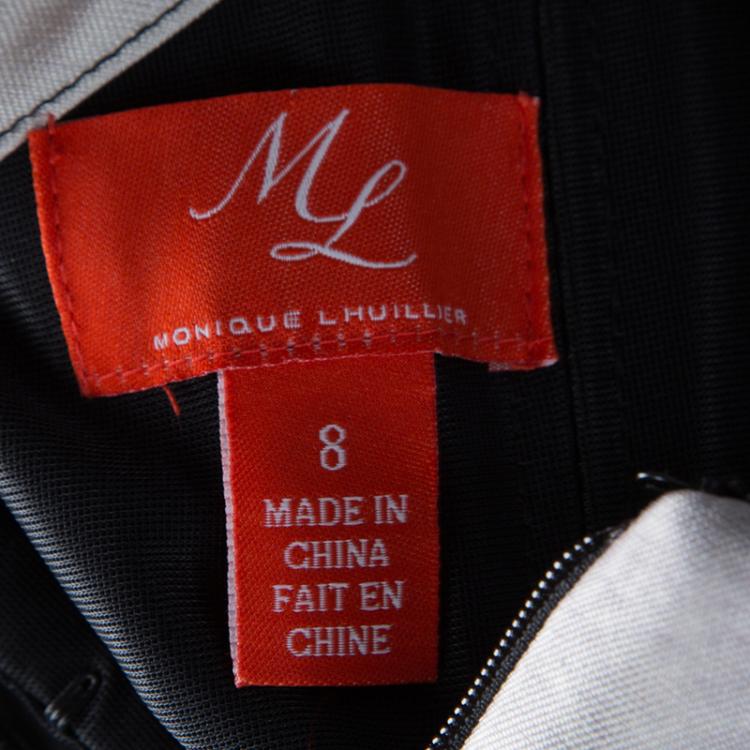 ML
MONIQUE LHUILLIER
8
MADE IN
CHINA
FAIT EN
CHINE